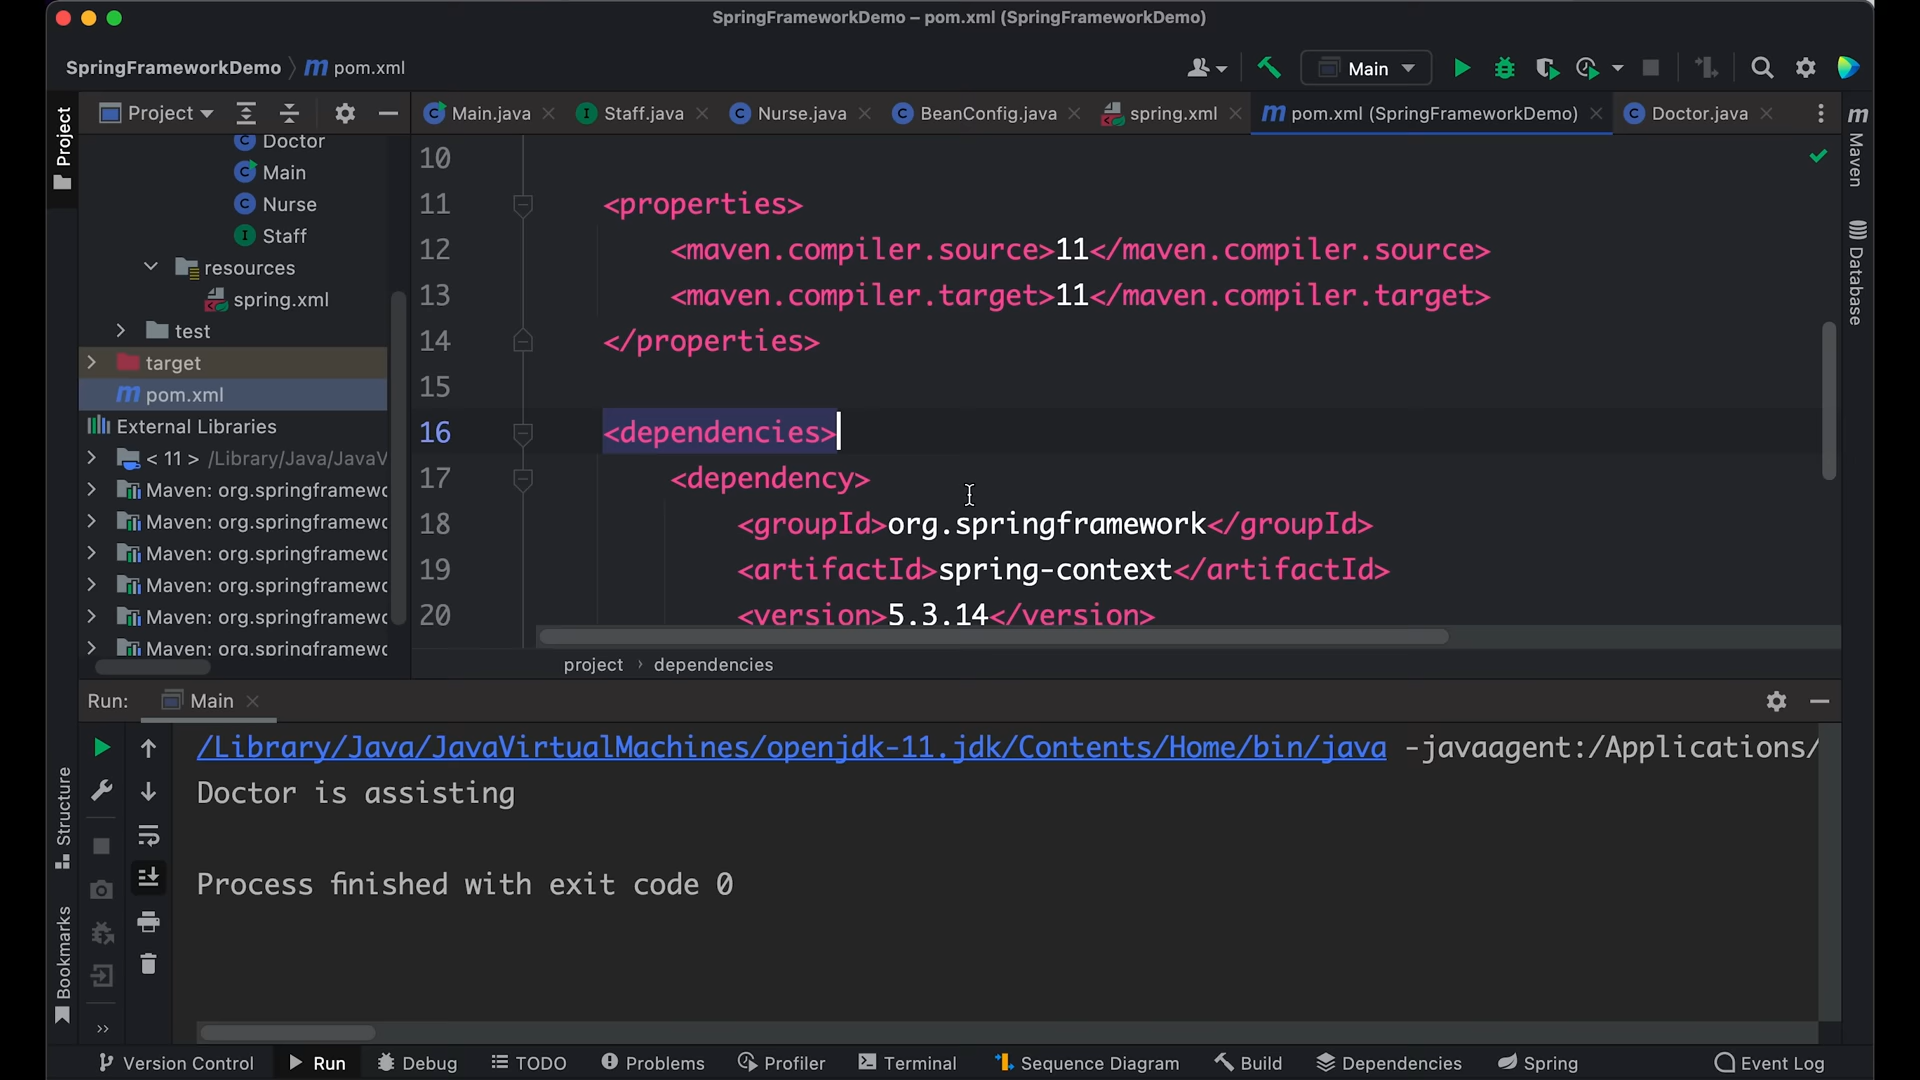 SpringFrameworkDemo – pom.xml (SpringFrameworkDemo)
SpringFrameworkDemo 〉 m pom.xml
Main
Project
Main.java
Staff.java
Nurse.java
BeanConfig.java
spring.xml
pom.xml (SpringFrameworkDemo)
Doctor.java
Project
Doctor
Main
Nurse
Staff
resources
spring.xml
test
target
pom.xml
External Libraries
< 11 > /Library/Java/JavaV
Maven: org.springframewc
Maven: org.springframewc
Maven: org.springframewc
Maven: org.springframewc
Maven: org.springframewc
Maven: org.springframewc
10
11 <properties>
12 <maven.compiler.source>11</maven.compiler.source>
13 <maven.compiler.target>11</maven.compiler.target>
14 </properties>
15
16 <dependencies>
17 <dependency>
18 <groupId>org.springframework</groupId>
19 <artifactId>spring-context</artifactId>
20 <version>5.3.14</version>
project › dependencies
Maven
Database
Run: Main
/Library/Java/JavaVirtualMachines/openjdk-11.jdk/Contents/Home/bin/java -javaagent:/Applications/
Doctor is assisting
Process finished with exit code 0
Structure
Bookmarks
Version Control
Run
Debug
TODO
Problems
Profiler
Terminal
Sequence Diagram
Build
Dependencies
Spring
Event Log